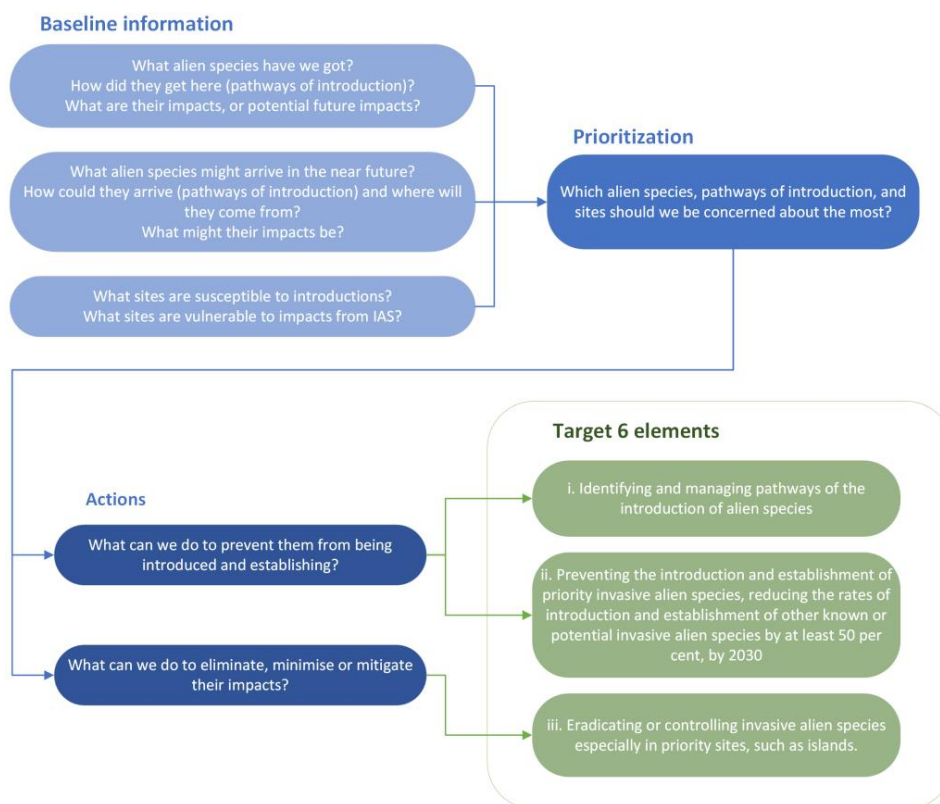 Baseline information
What alien species have we got?
How did they get here (pathways of introduction)?
What are their impacts, or potential future impacts?
What alien species might arrive in the near future?
How could they arrive (pathways of introduction) and where will
they come from?
What might their impacts be?
What sites are susceptible to introductions?
What sites are vulnerable to impacts from IAS?
Prioritization
Which alien species, pathways of introduction, and
sites should we be concerned about the most?
Actions
What can we do to prevent them from being
introduced and establishing?
What can we do to eliminate, minimise or mitigate
their impacts?
Target 6 elements
i. Identifying and managing pathways of the
introduction of alien species
ii. Preventing the introduction and establishment of
priority invasive alien species, reducing the rates of
introduction and establishment of other known or
potential invasive alien species by at least 50 per
cent, by 2030
iii. Eradicating or controlling invasive alien species
especially in priority sites, such as islands.